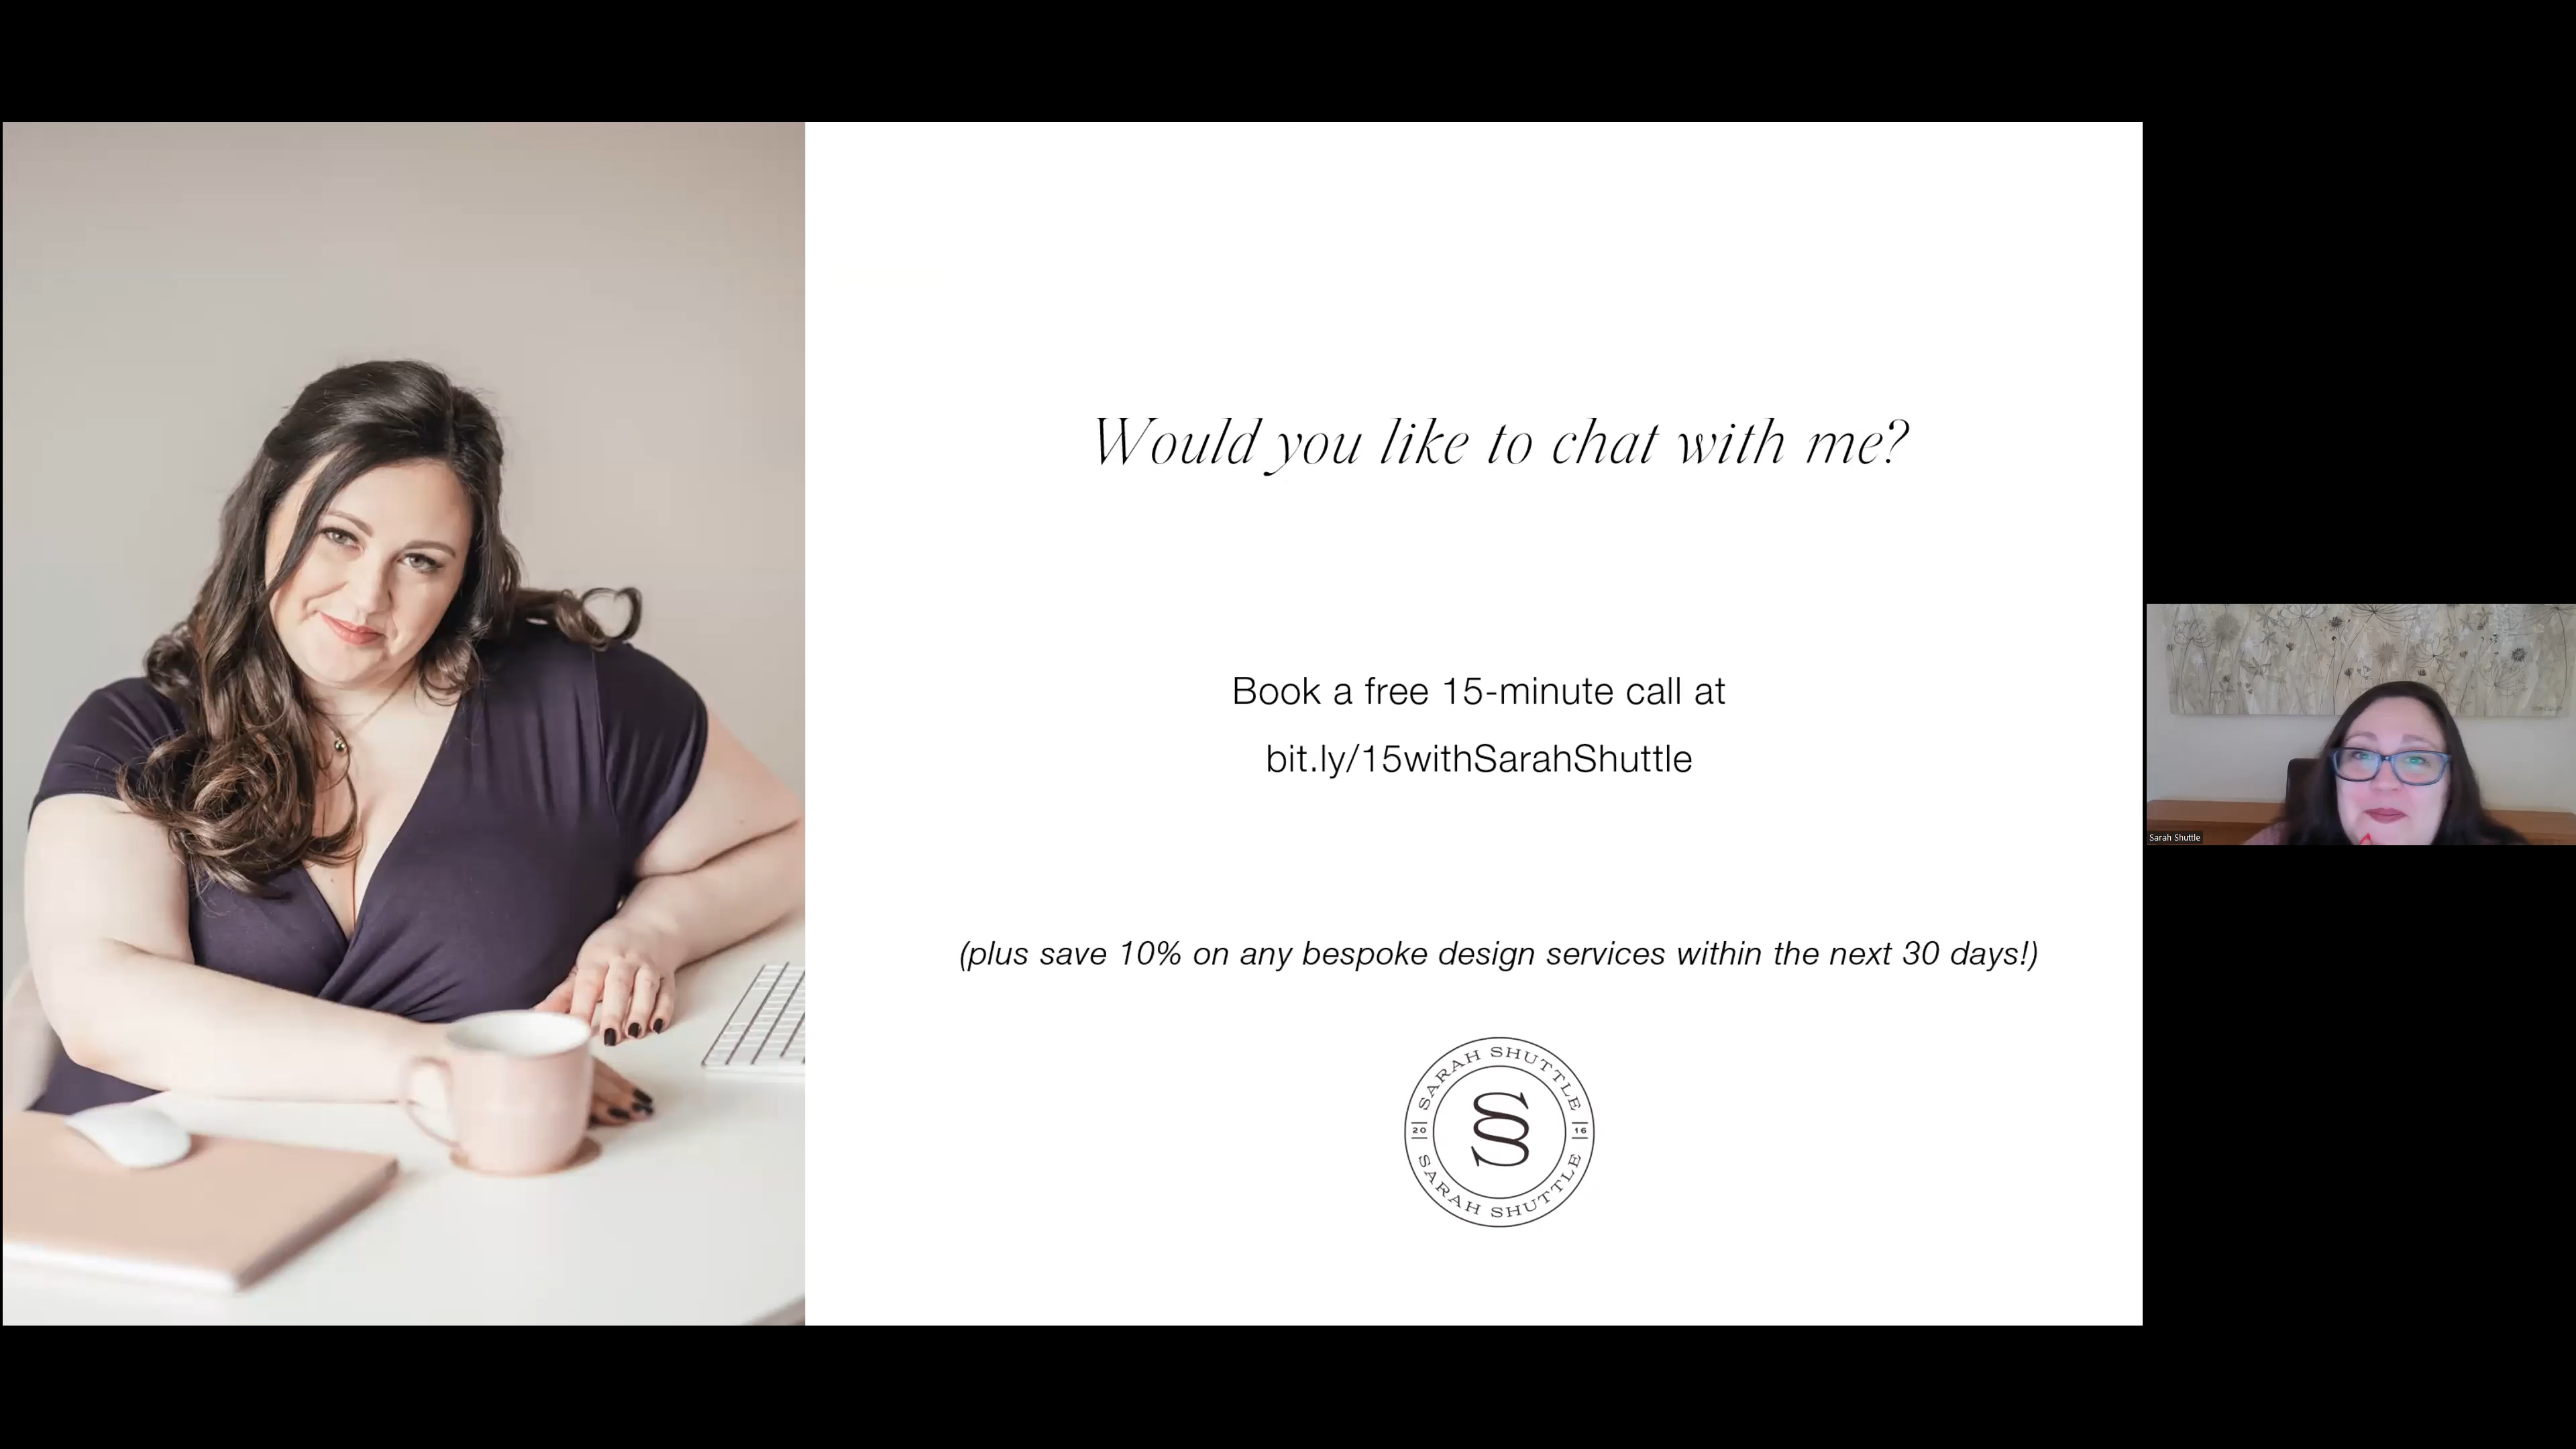 Would you like to chat with me?
Book a free 15-minute call at
bit.ly/15withSarahShuttle
(plus save 10% on any bespoke design services within the next 30 days!)
SARAH SHUTTLE
20
SS
16
SARAH SHUTTLE
Sarah Shuttle